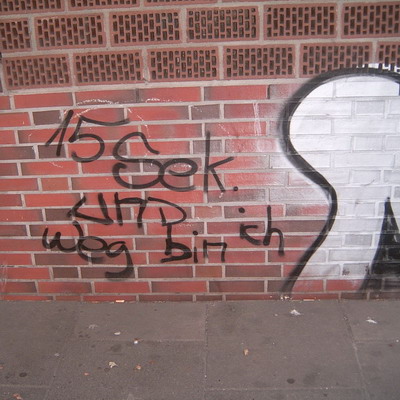 15 Sek.
UND
weg bin ich